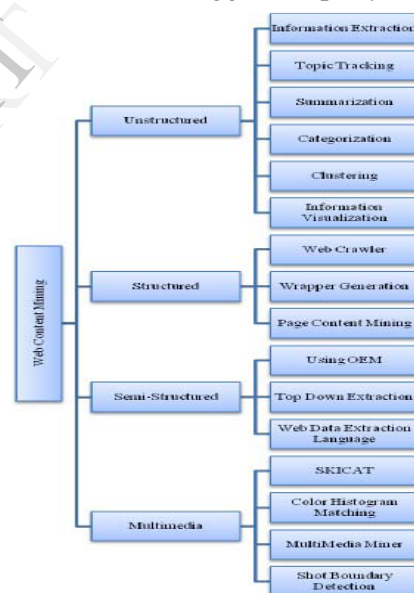 Information Extraction
Topic Tracking
Summarization
Unstructured
Categorization
Clustering
Information
Visualization
Web Crawler
Structured
Wrapper Generation
Page Content Mining
Web Content Mining
Using OEM
Semi-Structured
Top Down Extraction
Web Data Extraction
Language
SKICAT
Color Histogram
Matching
Multimedia
MultiMedia Miner
Shot Boundary
Detection